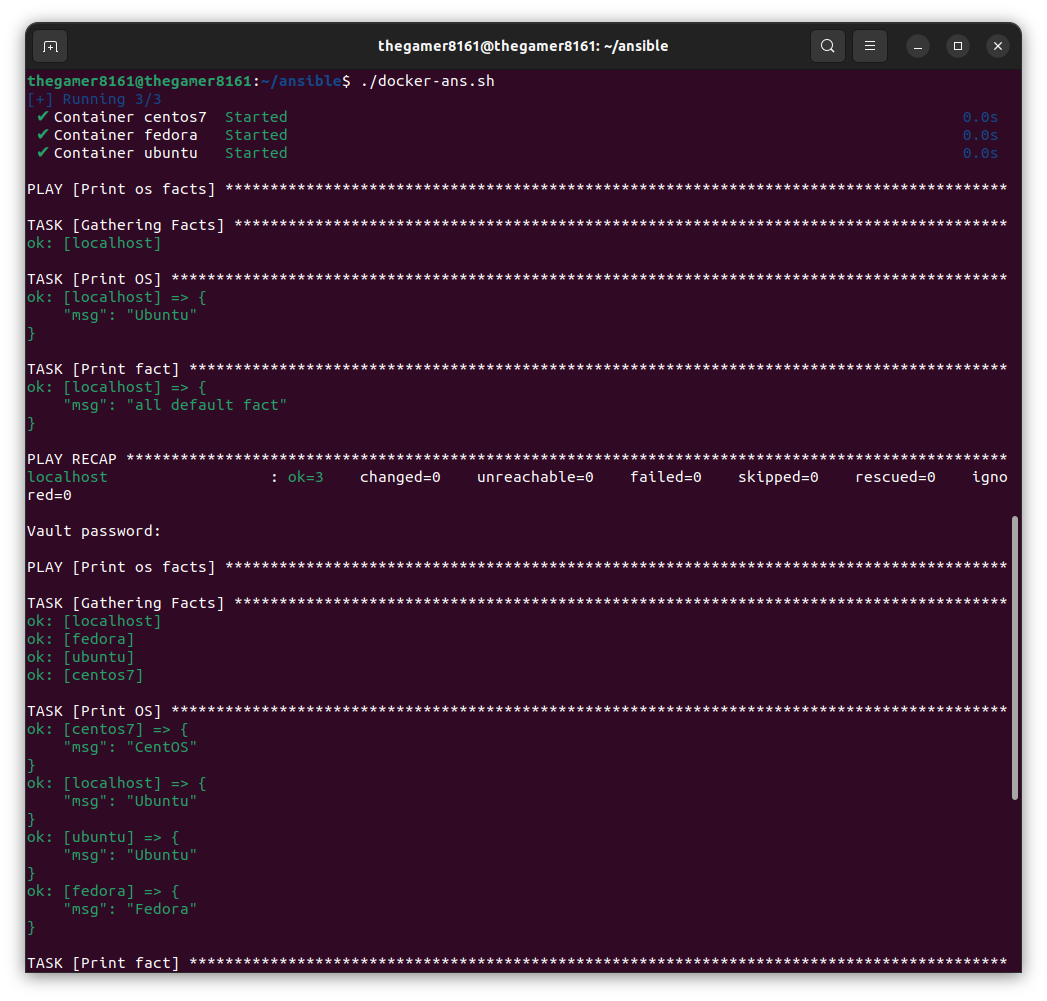 thegamer8161@thegamer8161: ~/ansible
thegamer8161@thegamer8161:~/ansible$ ./docker-ans.sh
[+] Running 3/3
✔ Container centos7  Started  0.0s
✔ Container fedora   Started  0.0s
✔ Container ubuntu   Started  0.0s
PLAY [Print os facts] ***************************************************************************************
TASK [Gathering Facts] **************************************************************************************
ok: [localhost]
TASK [Print OS] *********************************************************************************************
ok: [localhost] => {
    "msg": "Ubuntu"
}
TASK [Print fact] *******************************************************************************************
ok: [localhost] => {
    "msg": "all default fact"
}
PLAY RECAP **************************************************************************************************
localhost                  : ok=3    changed=0    unreachable=0    failed=0    skipped=0    rescued=0    igno
red=0
Vault password:
PLAY [Print os facts] ***************************************************************************************
TASK [Gathering Facts] **************************************************************************************
ok: [localhost]
ok: [fedora]
ok: [ubuntu]
ok: [centos7]
TASK [Print OS] *********************************************************************************************
ok: [centos7] => {
    "msg": "CentOS"
}
ok: [localhost] => {
    "msg": "Ubuntu"
}
ok: [ubuntu] => {
    "msg": "Ubuntu"
}
ok: [fedora] => {
    "msg": "Fedora"
}
TASK [Print fact] *******************************************************************************************